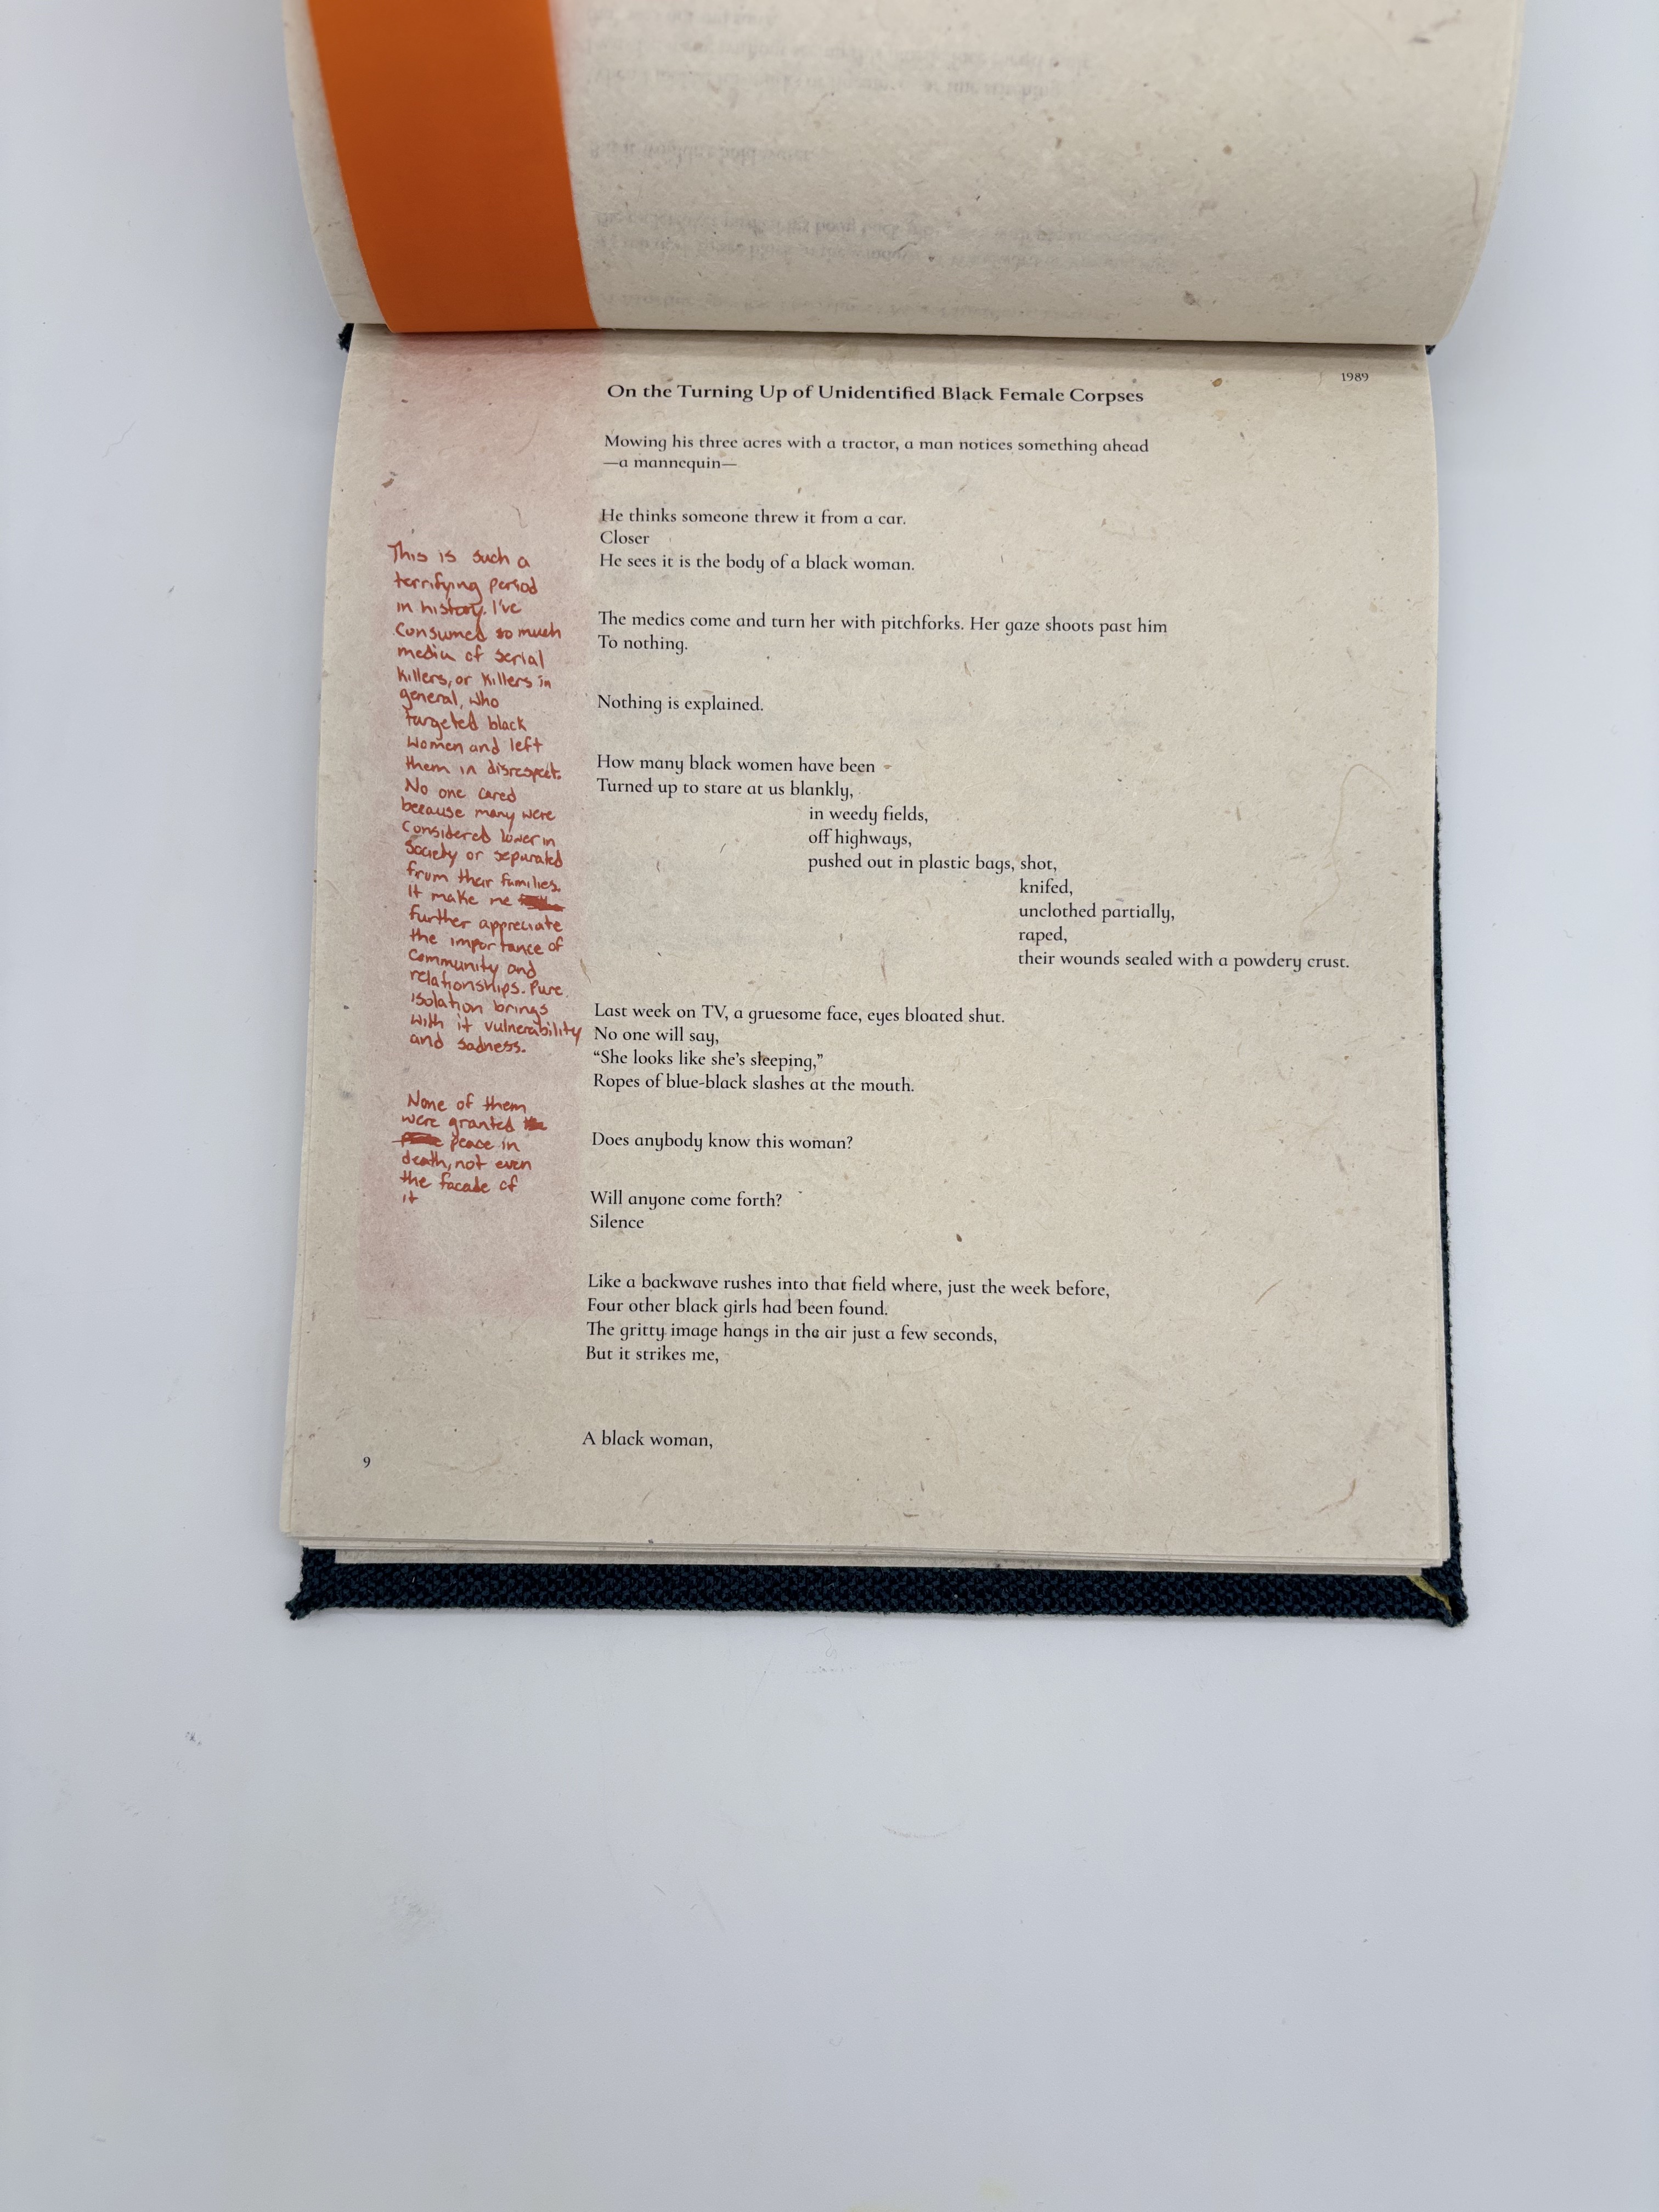 1989
On the Turning Up of Unidentified Black Female Corpses
Mowing his three acres with a tractor, a man notices something ahead
—a mannequin—
He thinks someone threw it from a car.
Closer
He sees it is the body of a black woman.
The medics come and turn her with pitchforks. Her gaze shoots past him
To nothing.
Nothing is explained.
How many black women have been
Turned up to stare at us blankly,
in weedy fields,
off highways,
pushed out in plastic bags, shot,
knifed,
unclothed partially,
raped,
their wounds sealed with a powdery crust.
Last week on TV, a gruesome face, eyes bloated shut.
No one will say,
“She looks like she’s sleeping,”
Ropes of blue-black slashes at the mouth.
Does anybody know this woman?
Will anyone come forth?
Silence
Like a backwave rushes into that field where, just the week before,
Four other black girls had been found.
The gritty image hangs in the air just a few seconds,
But it strikes me,
A black woman,
9
This is such a
terrifying period
in history. I've
consumed so much
media of serial
killers, or killers in
general, who
targeted black
women and left
them in disrespect.
No one cared
because many were
considered lower in
society or separated
from their families.
It make me
further appreciate
the importance of
community and
relationships. Pure
isolation brings
with it vulnerability
and sadness.
None of them
were granted
peace in
death, not even
the facade of
it